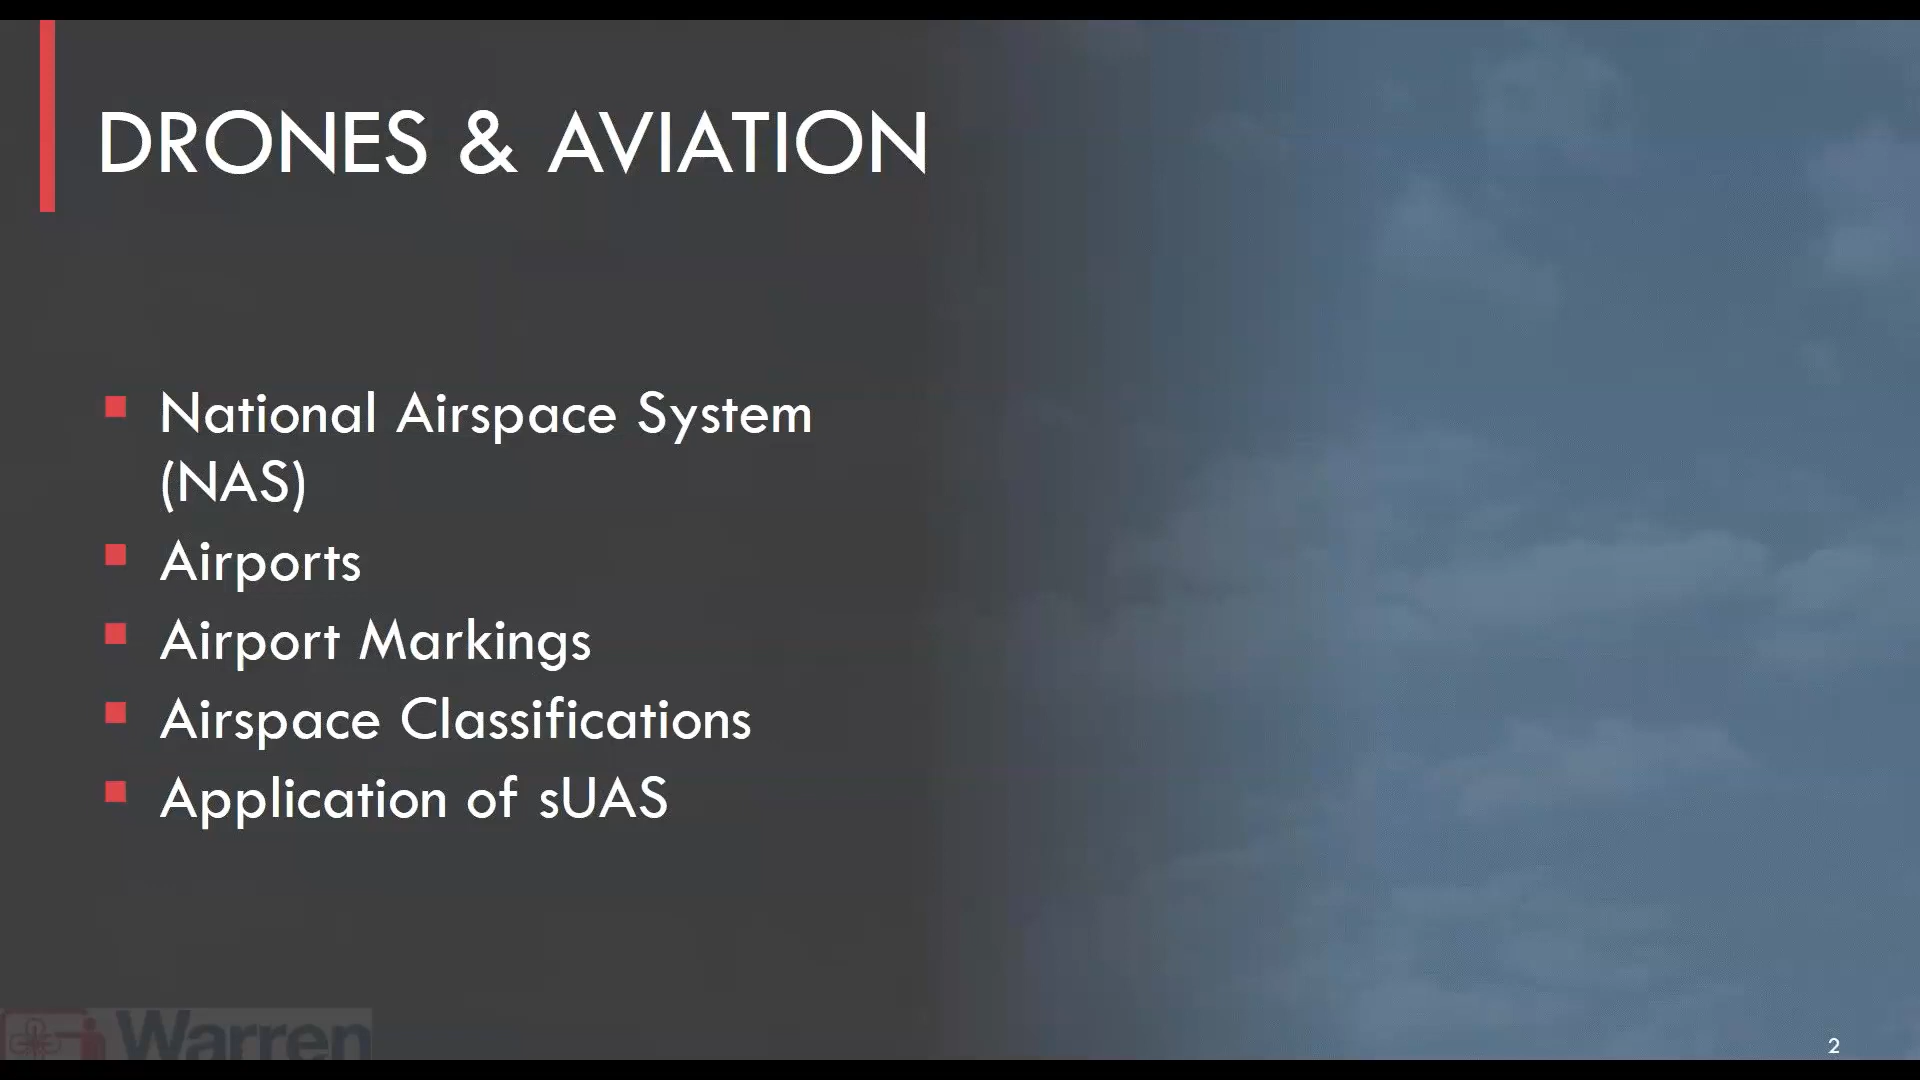 DRONES & AVIATION
National Airspace System
(NAS)
Airports
Airport Markings
Airspace Classifications
Application of sUAS
Warren
2